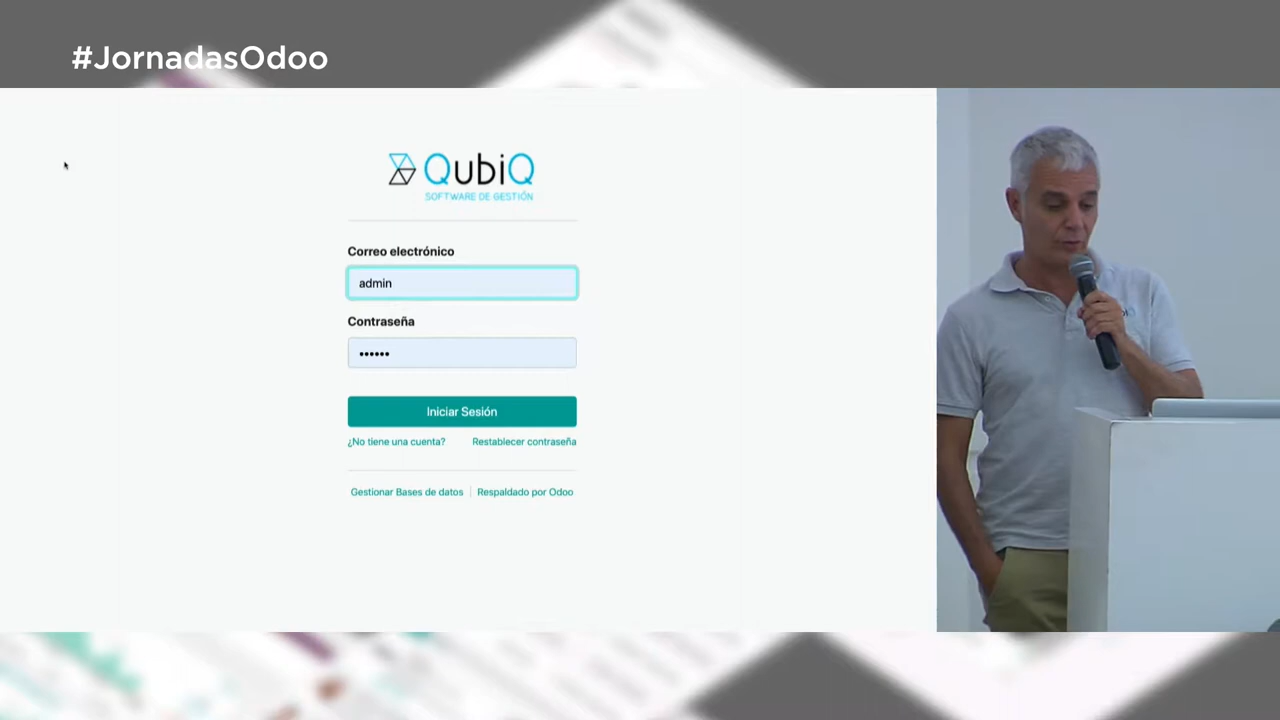 #JornadasOdoo
QubiQ
SOFTWARE DE GESTIÓN
Correo electrónico
admin
Contraseña
••••••
Iniciar Sesión
¿No tiene una cuenta? Restablecer contraseña
Gestionar Bases de datos | Respaldado por Odoo